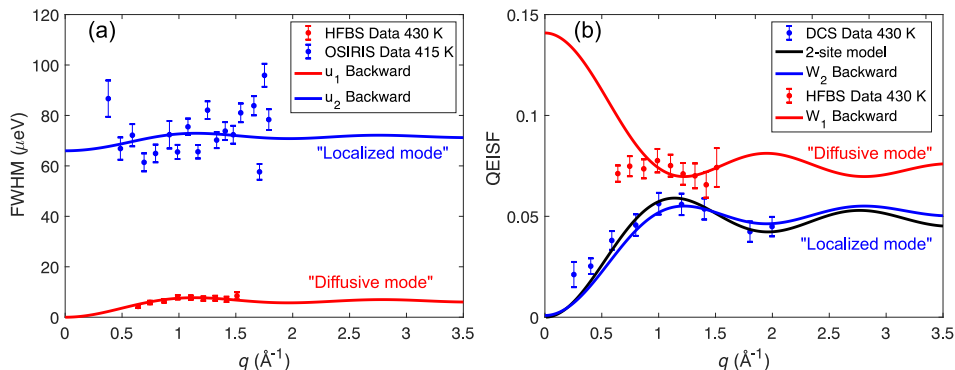 (a)
HFBS Data 430 K
OSIRIS Data 415 K
u1 Backward
u2 Backward
"Localized mode"
"Diffusive mode"
FWHM (μeV)
120
100
80
60
40
20
0
0 0.5 1 1.5 2 2.5 3 3.5
q (Å-1)
(b)
DCS Data 430 K
2-site model
W2 Backward
HFBS Data 430 K
W1 Backward
"Diffusive mode"
"Localized mode"
QEISF
0.15
0.1
0.05
0
0 0.5 1 1.5 2 2.5 3 3.5
q (Å-1)